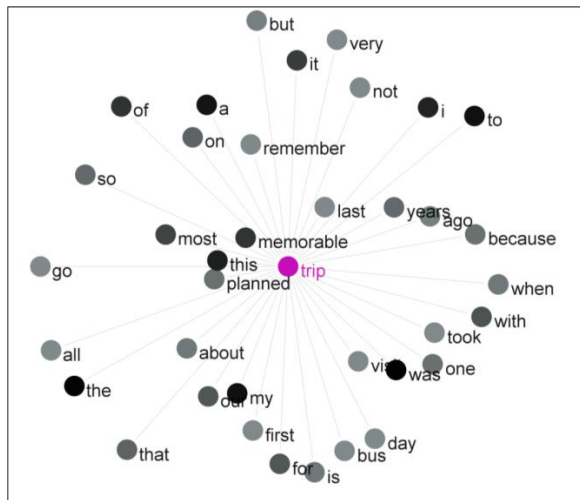 but
very
it
of
a
not
i
to
on
remember
so
last
years
ago
most
memorable
because
this
trip
go
planned
when
with
took
all
about
visit
was
one
the
our
my
first
day
that
for
is
bus